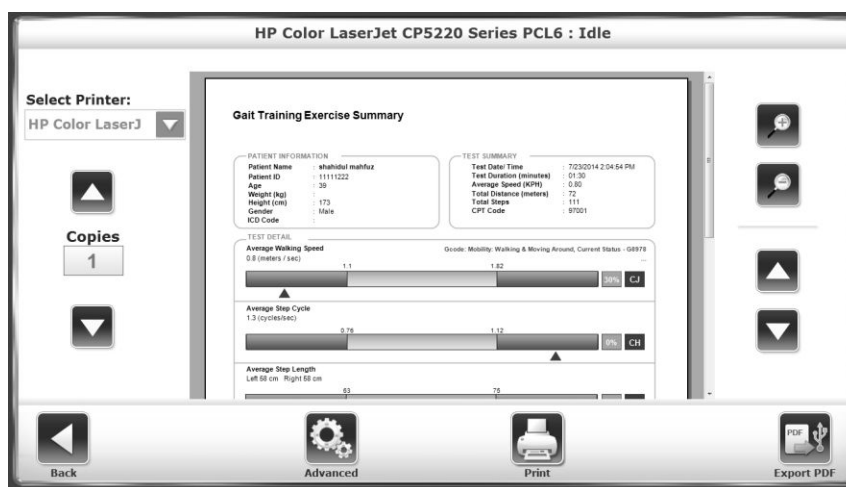 HP Color LaserJet CP5220 Series PCL6 : Idle
Select Printer:
HP Color LaserJ
Copies
1
Gait Training Exercise Summary
PATIENT INFORMATION
Patient Name : shahidul mahfuz
Patient ID : 11111222
Age : 39
Weight (kg) :
Height (cm) : 173
Gender : Male
ICD Code :
TEST SUMMARY
Test Date/ Time : 7/23/2014 2:04:54 PM
Test Duration (minutes) : 01:30
Average Speed (KPH) : 0.80
Total Distance (meters) : 72
Total Steps : 111
CPT Code : 97001
TEST DETAIL
Average Walking Speed
Gcode: Mobility: Walking & Moving Around, Current Status - G8978
0.8 (meters / sec)
...
1.1 1.82
30% CJ
Average Step Cycle
1.3 (cycles/sec)
0.76 1.12
0% CH
Average Step Length
Left 58 cm Right 58 cm
63 78
Back
Advanced
Print
PDF
Export PDF